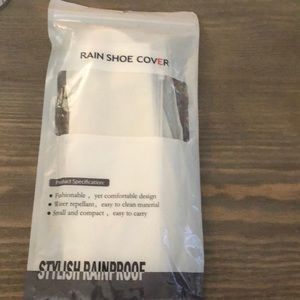 RAIN SHOE COVER
Product Specification:
• Fashionable , yet comfortable design
• Water repellant , easy to clean material
• Small and compact , easy to carry
STYLISH RAINPROOF